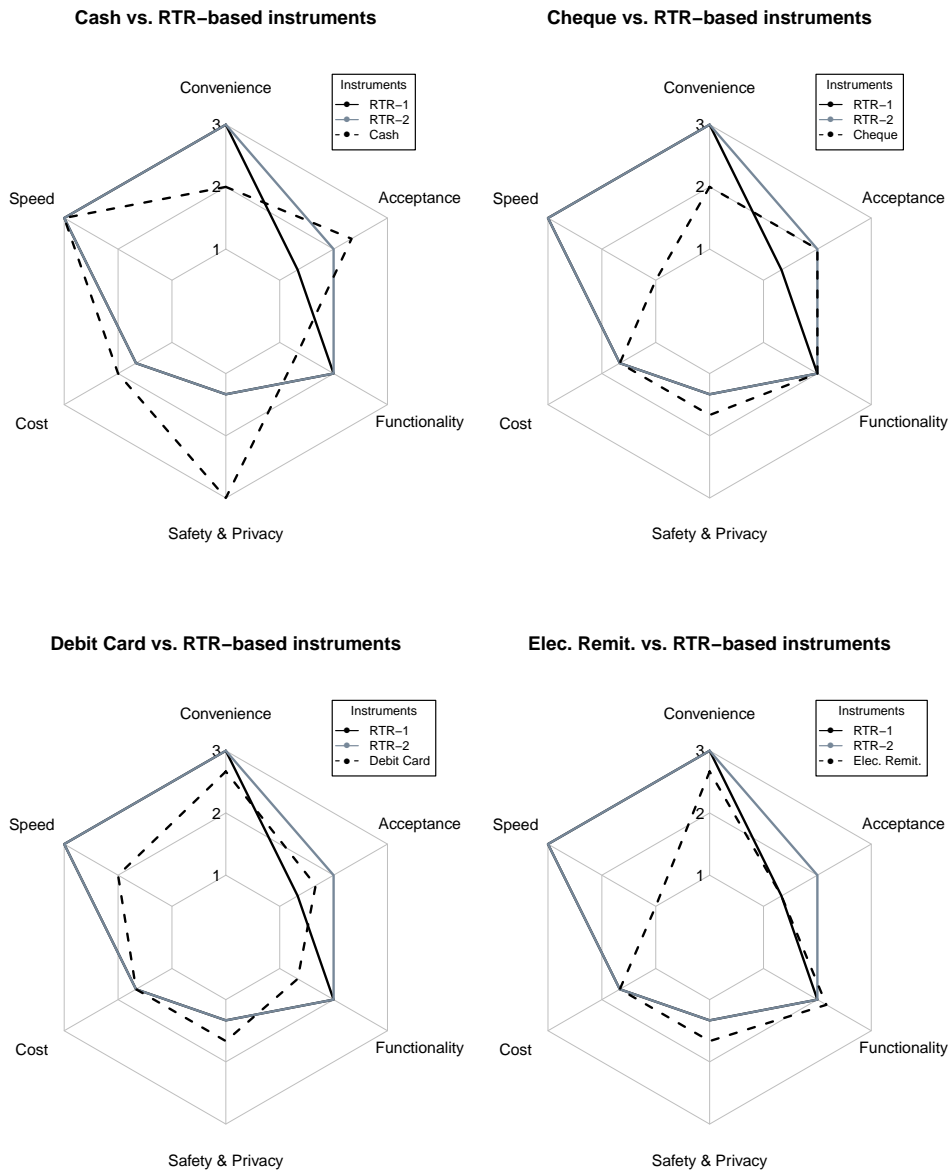 Cash vs. RTR−based instruments
Convenience
Instruments
RTR−1
RTR−2
Cash
3
2
1
Speed
Acceptance
Cost
Functionality
Safety & Privacy
Cheque vs. RTR−based instruments
Convenience
Instruments
RTR−1
RTR−2
Cheque
3
2
1
Speed
Acceptance
Cost
Functionality
Safety & Privacy
Debit Card vs. RTR−based instruments
Convenience
Instruments
RTR−1
RTR−2
Debit Card
3
2
1
Speed
Acceptance
Cost
Functionality
Safety & Privacy
Elec. Remit. vs. RTR−based instruments
Convenience
Instruments
RTR−1
RTR−2
Elec. Remit.
3
2
1
Speed
Acceptance
Cost
Functionality
Safety & Privacy